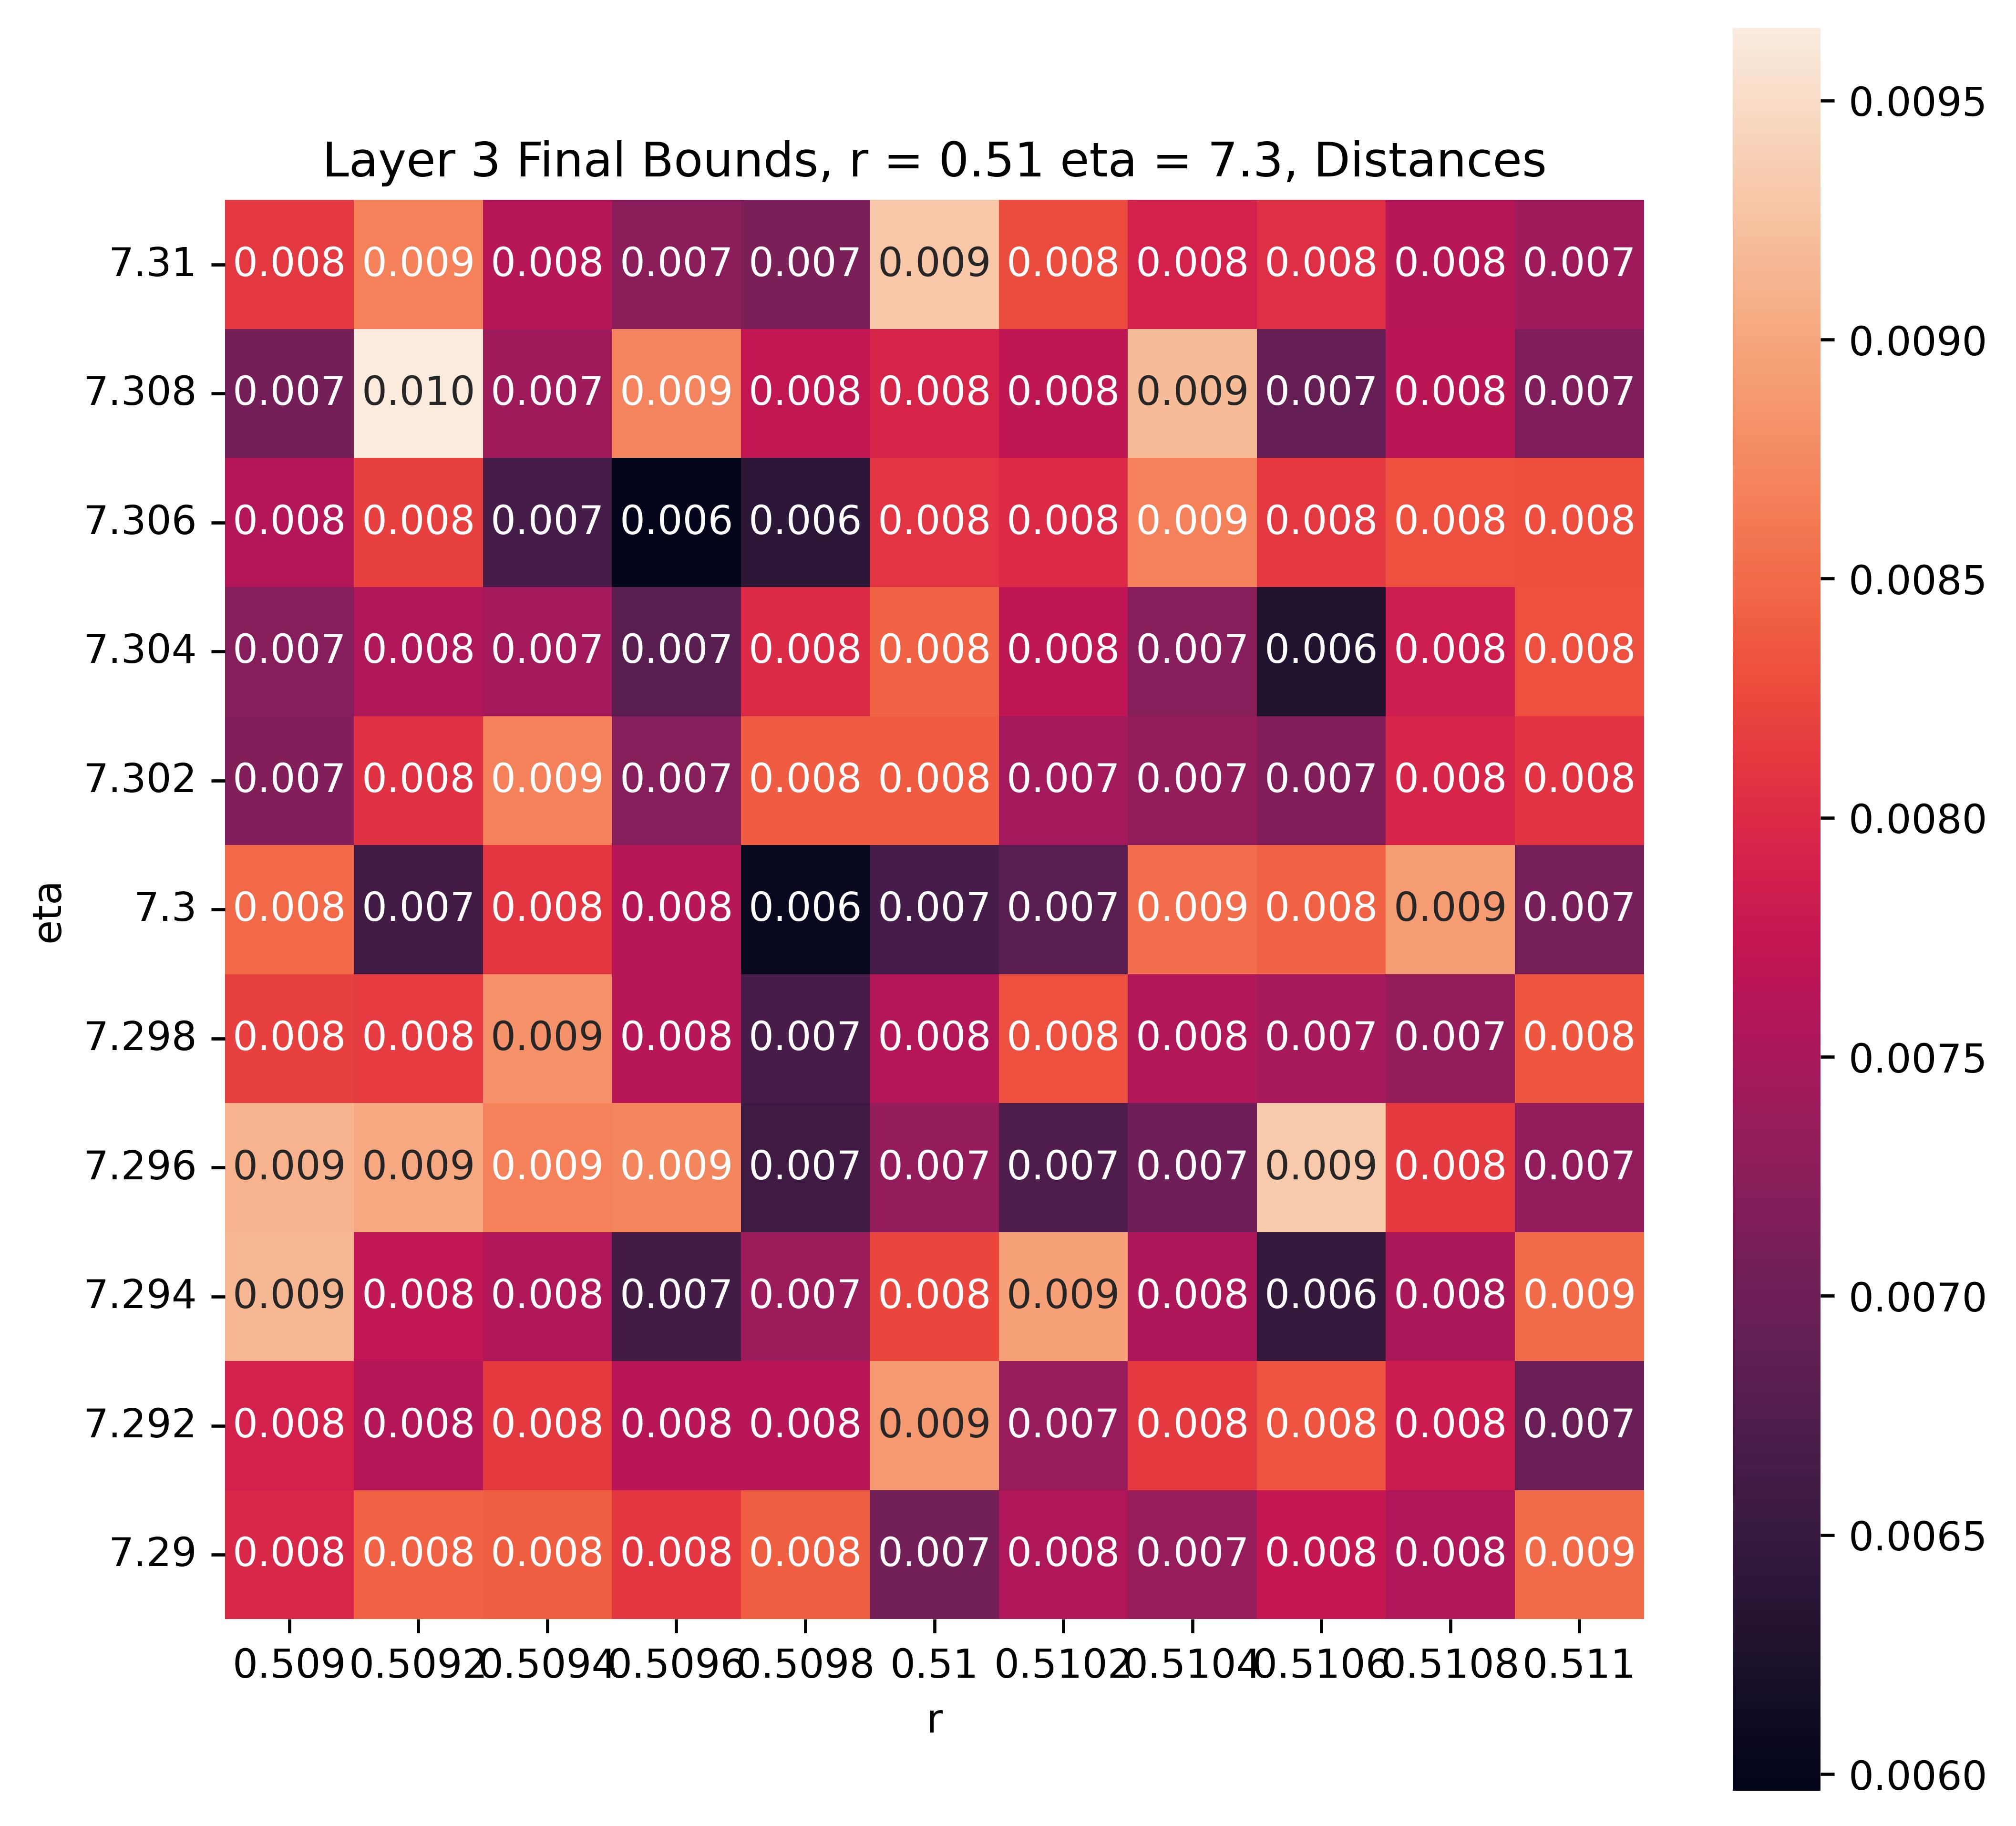 Layer 3 Final Bounds, r = 0.51 eta = 7.3, Distances
7.31 0.008 0.009 0.008 0.007 0.007 0.009 0.008 0.008 0.008 0.008 0.007
7.308 0.007 0.010 0.007 0.009 0.008 0.008 0.008 0.009 0.007 0.008 0.007
7.306 0.008 0.008 0.007 0.006 0.006 0.008 0.008 0.009 0.008 0.008 0.008
7.304 0.007 0.008 0.007 0.007 0.008 0.008 0.008 0.007 0.006 0.008 0.008
7.302 0.007 0.008 0.009 0.007 0.008 0.008 0.007 0.007 0.007 0.008 0.008
7.3 0.008 0.007 0.008 0.008 0.006 0.007 0.007 0.009 0.008 0.009 0.007
7.298 0.008 0.008 0.009 0.008 0.007 0.008 0.008 0.008 0.007 0.007 0.008
7.296 0.009 0.009 0.009 0.009 0.007 0.007 0.007 0.007 0.009 0.008 0.007
7.294 0.009 0.008 0.008 0.007 0.007 0.008 0.009 0.008 0.006 0.008 0.009
7.292 0.008 0.008 0.008 0.008 0.008 0.009 0.007 0.008 0.008 0.008 0.007
7.29 0.008 0.008 0.008 0.008 0.008 0.007 0.008 0.007 0.008 0.008 0.009
0.509 0.5092 0.5094 0.5096 0.5098 0.51 0.5102 0.5104 0.5106 0.5108 0.511
r
eta
0.0095
0.0090
0.0085
0.0080
0.0075
0.0070
0.0065
0.0060